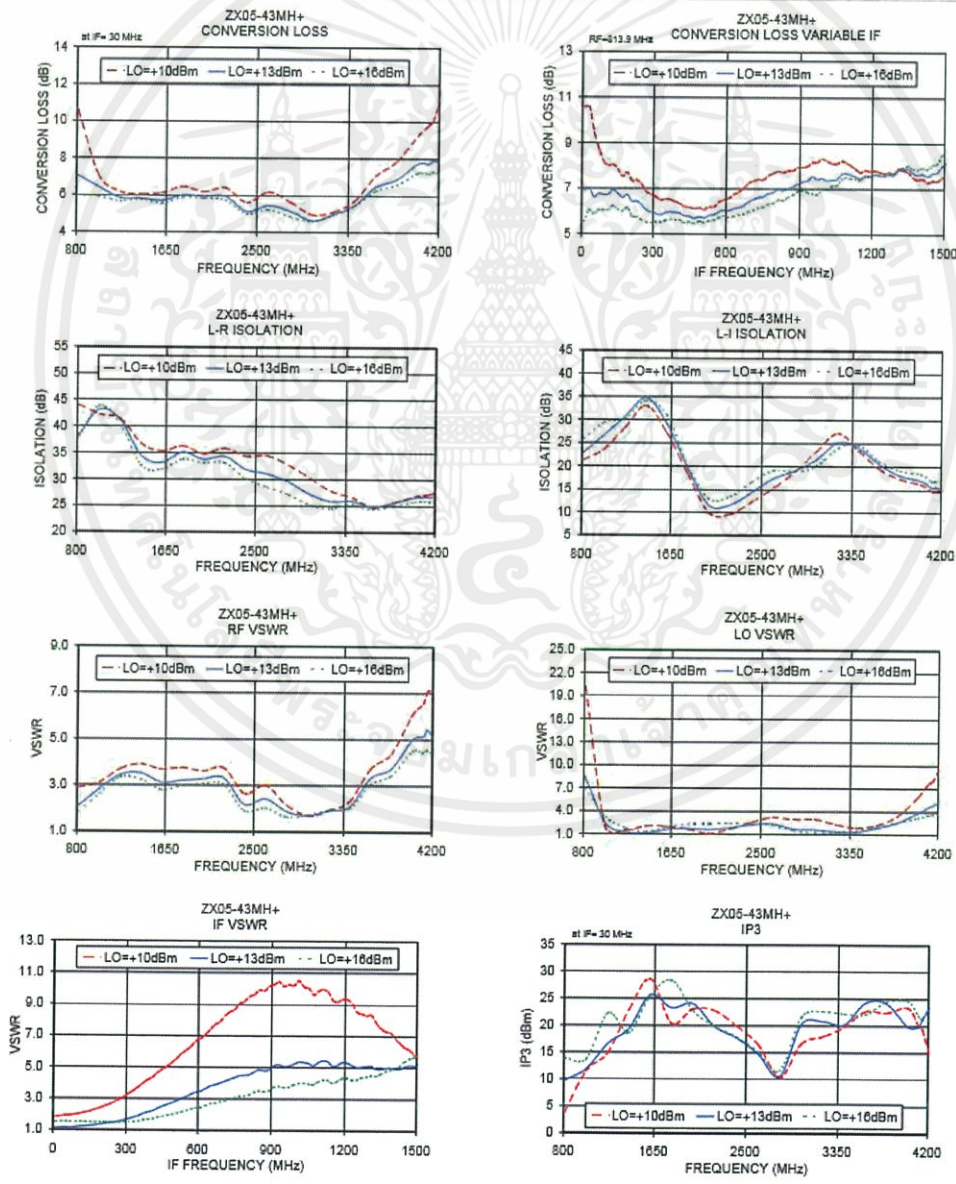 ZX05-43MH+
CONVERSION LOSS
at IF= 30 MHz
LO=+10dBm LO=+13dBm LO=+16dBm
CONVERSION LOSS (dB)
14
12
10
8
6
4
800 1650 2500 3350 4200
FREQUENCY (MHz)
ZX05-43MH+
CONVERSION LOSS VARIABLE IF
LO=+10dBm LO=+13dBm LO=+16dBm
CONVERSION LOSS (dB)
13
11
9
7
5
0 300 600 900 1200 1500
IF FREQUENCY (MHz)
ZX05-43MH+
L-R ISOLATION
LO=+10dBm LO=+13dBm LO=+16dBm
ISOLATION (dB)
55
50
45
40
35
30
25
20
800 1650 2500 3350 4200
FREQUENCY (MHz)
ZX05-43MH+
L-I ISOLATION
LO=+10dBm LO=+13dBm LO=+16dBm
ISOLATION (dB)
45
40
35
30
25
20
15
10
5
800 1650 2500 3350 4200
FREQUENCY (MHz)
ZX05-43MH+
RF VSWR
LO=+10dBm LO=+13dBm LO=+16dBm
VSWR
9.0
7.0
5.0
3.0
1.0
800 1650 2500 3350 4200
FREQUENCY (MHz)
ZX05-43MH+
LO VSWR
LO=+10dBm LO=+13dBm LO=+16dBm
VSWR
25.0
22.0
19.0
16.0
13.0
10.0
7.0
4.0
1.0
800 1650 2500 3350 4200
FREQUENCY (MHz)
ZX05-43MH+
IF VSWR
LO=+10dBm LO=+13dBm LO=+16dBm
VSWR
13.0
11.0
9.0
7.0
5.0
3.0
1.0
0 300 600 900 1200 1500
IF FREQUENCY (MHz)
ZX05-43MH+
IP3
at IF= 30 MHz
IP3 (dBm)
35
30
25
20
15
10
5
0
LO=+10dBm LO=+13dBm LO=+16dBm
800 1650 2500 3350 4200
FREQUENCY (MHz)